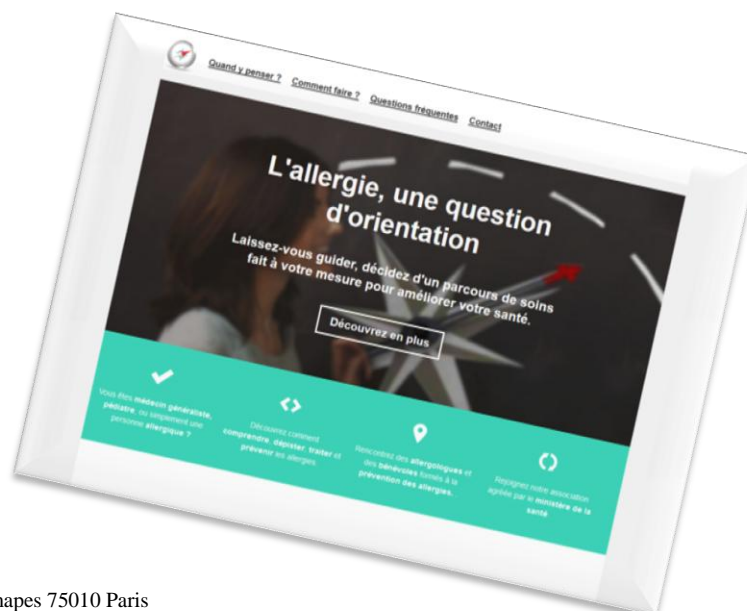 Quand y penser ? Comment faire ? Questions fréquentes Contact
L'allergie, une question
d'orientation
Laissez-vous guider, décidez d'un parcours de soins
fait à votre mesure pour améliorer votre santé.
Découvrez en plus
Vous êtes médecin généraliste,
pédiatre, ou simplement une
personne allergique ?
Découvrez comment
comprendre, dépister, traiter et
prévenir les allergies.
Rencontrez des allergologues et
des bénévoles formés à la
prévention des allergies.
Rejoignez notre association
agréée par le ministère de la
santé
75010 Paris